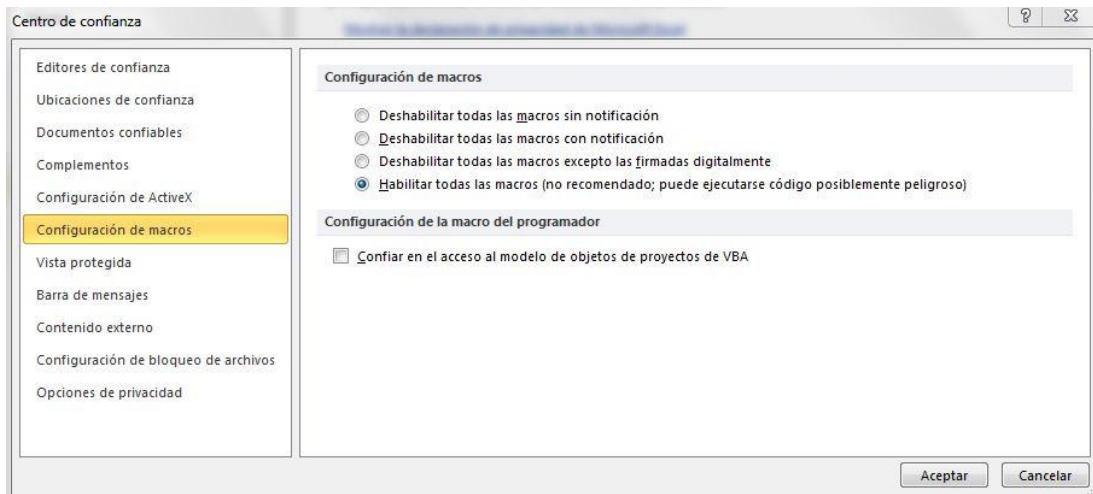 Centro de confianza
Editores de confianza
Ubicaciones de confianza
Documentos confiables
Complementos
Configuración de ActiveX
Configuración de macros
Vista protegida
Barra de mensajes
Contenido externo
Configuración de bloqueo de archivos
Opciones de privacidad
Configuración de macros
Deshabilitar todas las macros sin notificación
Deshabilitar todas las macros con notificación
Deshabilitar todas las macros excepto las firmadas digitalmente
Habilitar todas las macros (no recomendado; puede ejecutarse código posiblemente peligroso)
Configuración de la macro del programador
Confiar en el acceso al modelo de objetos de proyectos de VBA
Aceptar
Cancelar